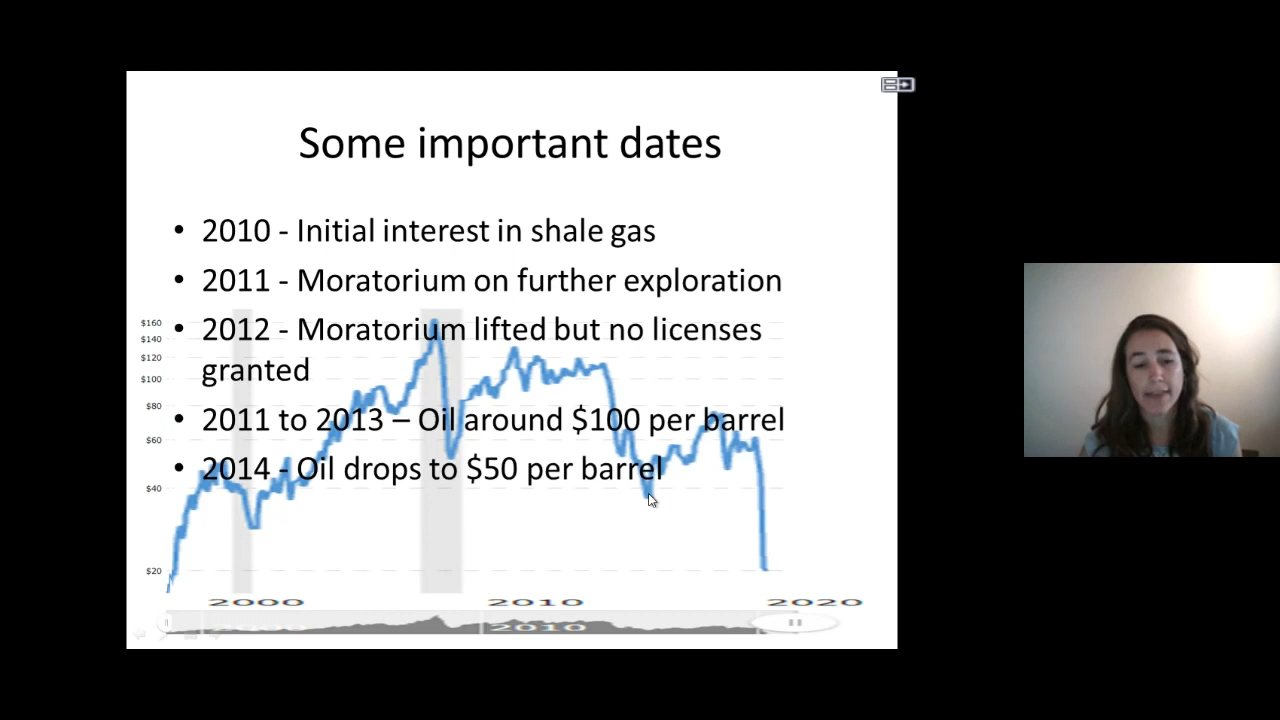 Some important dates
• 2010 - Initial interest in shale gas
• 2011 - Moratorium on further exploration
• 2012 - Moratorium lifted but no licenses
granted
• 2011 to 2013 – Oil around $100 per barrel
• 2014 - Oil drops to $50 per barrel
$160
$140
$120
$100
$80
$60
$40
$20
2000 2010 2020
2000 2010